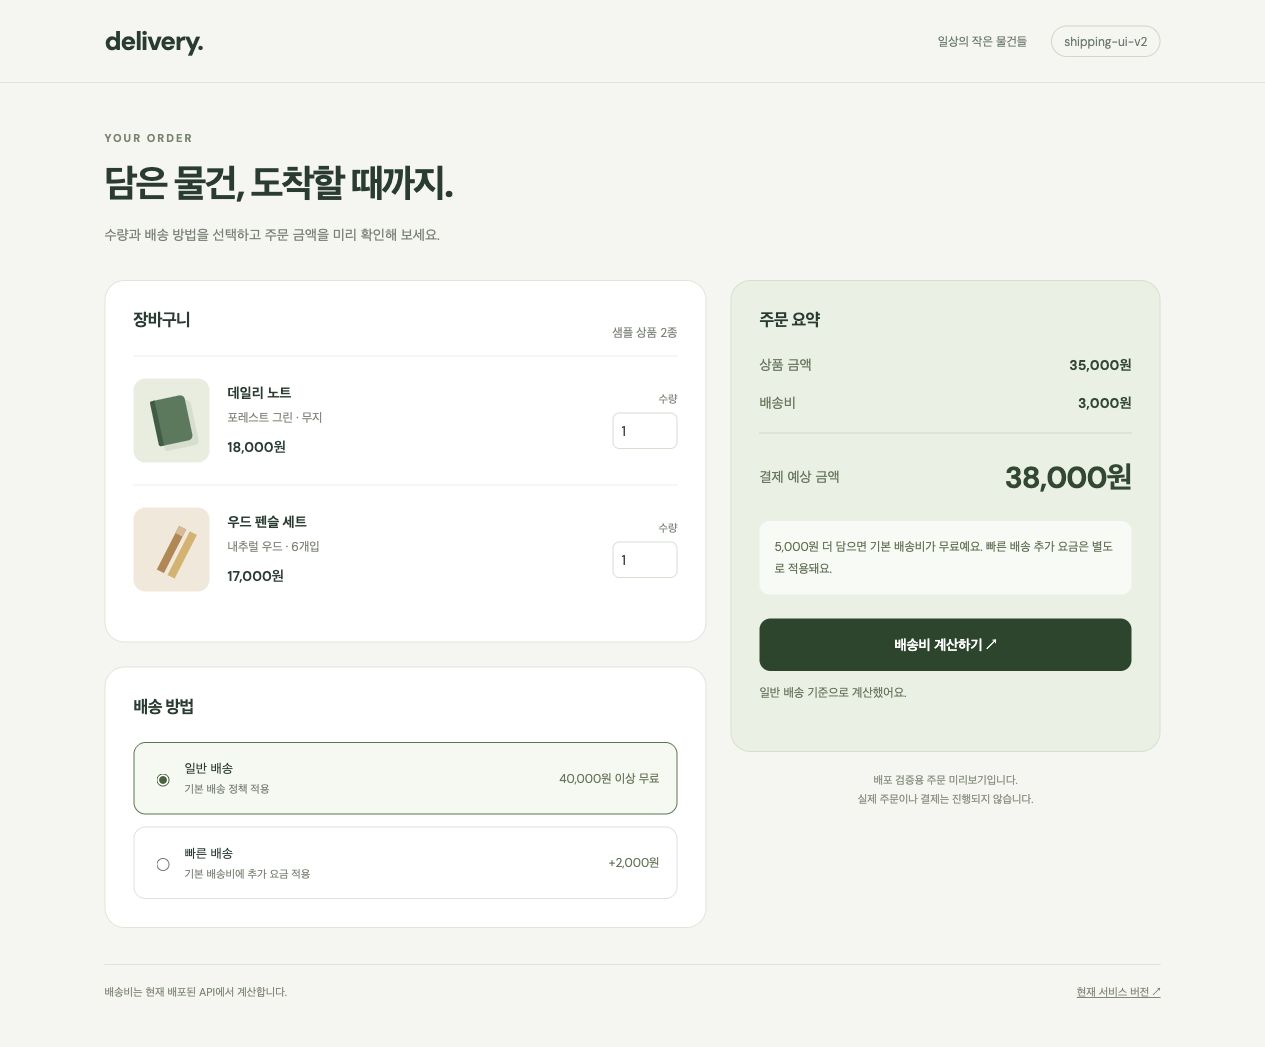 delivery.
일상의 작은 물건들
shipping-ui-v2
YOUR ORDER
담은 물건, 도착할 때까지.
수량과 배송 방법을 선택하고 주문 금액을 미리 확인해 보세요.
장바구니
샘플 상품 2종
데일리 노트
포레스트 그린 · 무지
18,000원
수량
1
우드 펜슬 세트
내추럴 우드 · 6개입
17,000원
수량
1
배송 방법
일반 배송
기본 배송 정책 적용
40,000원 이상 무료
빠른 배송
기본 배송비에 추가 요금 적용
+2,000원
주문 요약
상품 금액
35,000원
배송비
3,000원
결제 예상 금액
38,000원
5,000원 더 담으면 기본 배송비가 무료예요. 빠른 배송 추가 요금은 별도
로 적용돼요.
배송비 계산하기 ↗
일반 배송 기준으로 계산했어요.
배포 검증용 주문 미리보기입니다.
실제 주문이나 결제는 진행되지 않습니다.
배송비는 현재 배포된 API에서 계산합니다.
현재 서비스 버전 ↗